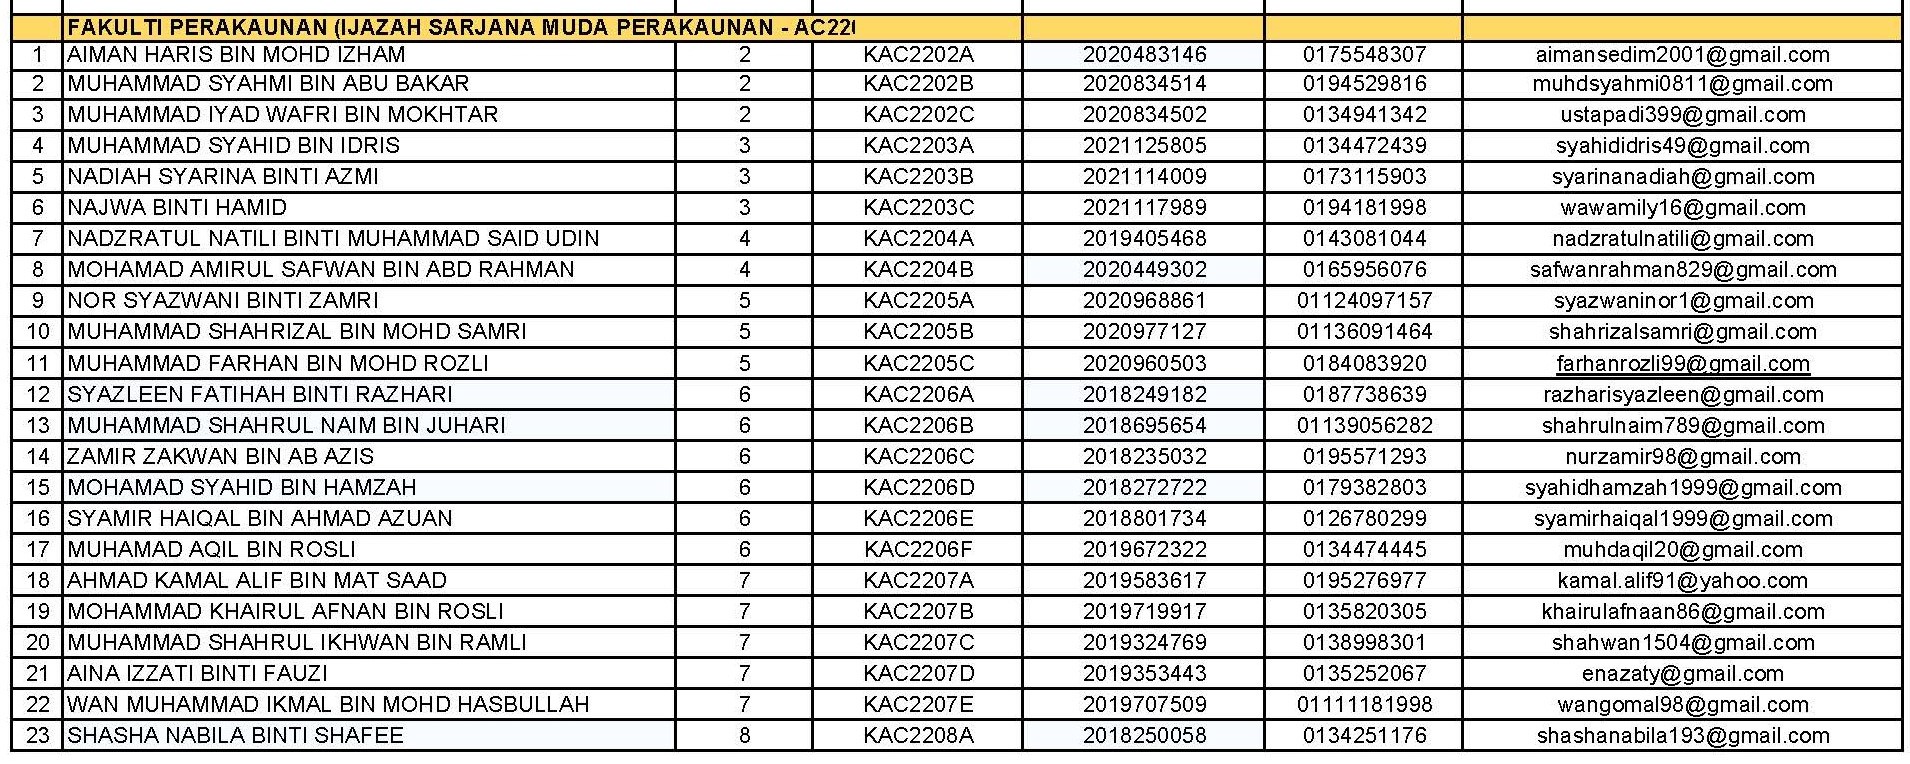 FAKULTI PERAKAUNAN (IJAZAH SARJANA MUDA PERAKAUNAN - AC220
1 AIMAN HARIS BIN MOHD IZHAM 2 KAC2202A 2020483146 0175548307 aimansedim2001@gmail.com
2 MUHAMMAD SYAHMI BIN ABU BAKAR 2 KAC2202B 2020834514 0194529816 muhdsyahmi0811@gmail.com
3 MUHAMMAD IYAD WAFRI BIN MOKHTAR 2 KAC2202C 2020834502 0134941342 ustapadi399@gmail.com
4 MUHAMMAD SYAHID BIN IDRIS 3 KAC2203A 2021125805 0134472439 syahididris49@gmail.com
5 NADIAH SYARINA BINTI AZMI 3 KAC2203B 2021114009 0173115903 syarinanadiah@gmail.com
6 NAJWA BINTI HAMID 3 KAC2203C 2021117989 0194181998 wawamily16@gmail.com
7 NADZRATUL NATILI BINTI MUHAMMAD SAID UDIN 4 KAC2204A 2019405468 0143081044 nadzratulnatili@gmail.com
8 MOHAMAD AMIRUL SAFWAN BIN ABD RAHMAN 4 KAC2204B 2020449302 0165956076 safwanrahman829@gmail.com
9 NOR SYAZWANI BINTI ZAMRI 5 KAC2205A 2020968861 01124097157 syazwaninor1@gmail.com
10 MUHAMMAD SHAHRIZAL BIN MOHD SAMRI 5 KAC2205B 2020977127 01136091464 shahrizalsamri@gmail.com
11 MUHAMMAD FARHAN BIN MOHD ROZLI 5 KAC2205C 2020960503 0184083920 farhanrozli99@gmail.com
12 SYAZLEEN FATIHAH BINTI RAZHARI 6 KAC2206A 2018249182 0187738639 razharisyazleen@gmail.com
13 MUHAMMAD SHAHRUL NAIM BIN JUHARI 6 KAC2206B 2018695654 01139056282 shahrulnaim789@gmail.com
14 ZAMIR ZAKWAN BIN AB AZIS 6 KAC2206C 2018235032 0195571293 nurzamir98@gmail.com
15 MOHAMAD SYAHID BIN HAMZAH 6 KAC2206D 2018272722 0179382803 syahidhamzah1999@gmail.com
16 SYAMIR HAIQAL BIN AHMAD AZUAN 6 KAC2206E 2018801734 0126780299 syamirhaiqal1999@gmail.com
17 MUHAMAD AQIL BIN ROSLI 6 KAC2206F 2019672322 0134474445 muhdaqil20@gmail.com
18 AHMAD KAMAL ALIF BIN MAT SAAD 7 KAC2207A 2019583617 0195276977 kamal.alif91@yahoo.com
19 MOHAMMAD KHAIRUL AFNAN BIN ROSLI 7 KAC2207B 2019719917 0135820305 khairulafnaan86@gmail.com
20 MUHAMMAD SHAHRUL IKHWAN BIN RAMLI 7 KAC2207C 2019324769 0138998301 shahwan1504@gmail.com
21 AINA IZZATI BINTI FAUZI 7 KAC2207D 2019353443 0135252067 enazaty@gmail.com
22 WAN MUHAMMAD IKMAL BIN MOHD HASBULLAH 7 KAC2207E 2019707509 01111181998 wangomal98@gmail.com
23 SHASHA NABILA BINTI SHAFEE 8 KAC2208A 2018250058 0134251176 shashanabila193@gmail.com